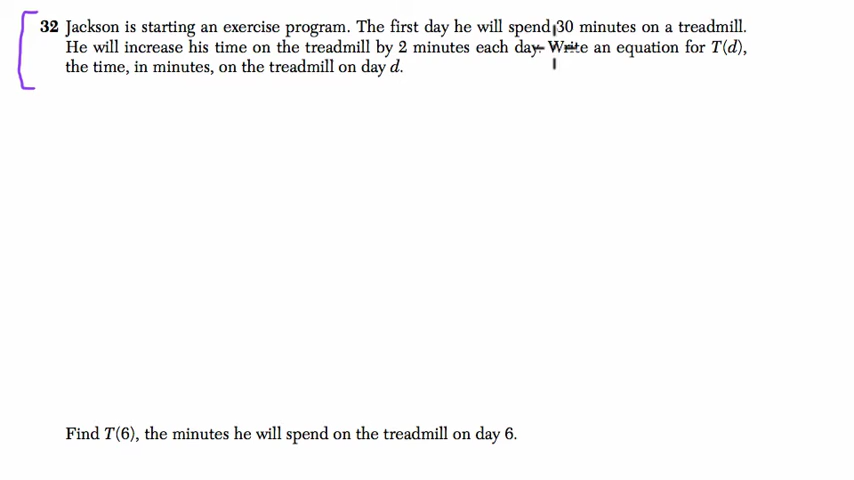 32 Jackson is starting an exercise program. The first day he will spend 30 minutes on a treadmill.
He will increase his time on the treadmill by 2 minutes each day. Write an equation for T(d),
the time, in minutes, on the treadmill on day d.
Find T(6), the minutes he will spend on the treadmill on day 6.